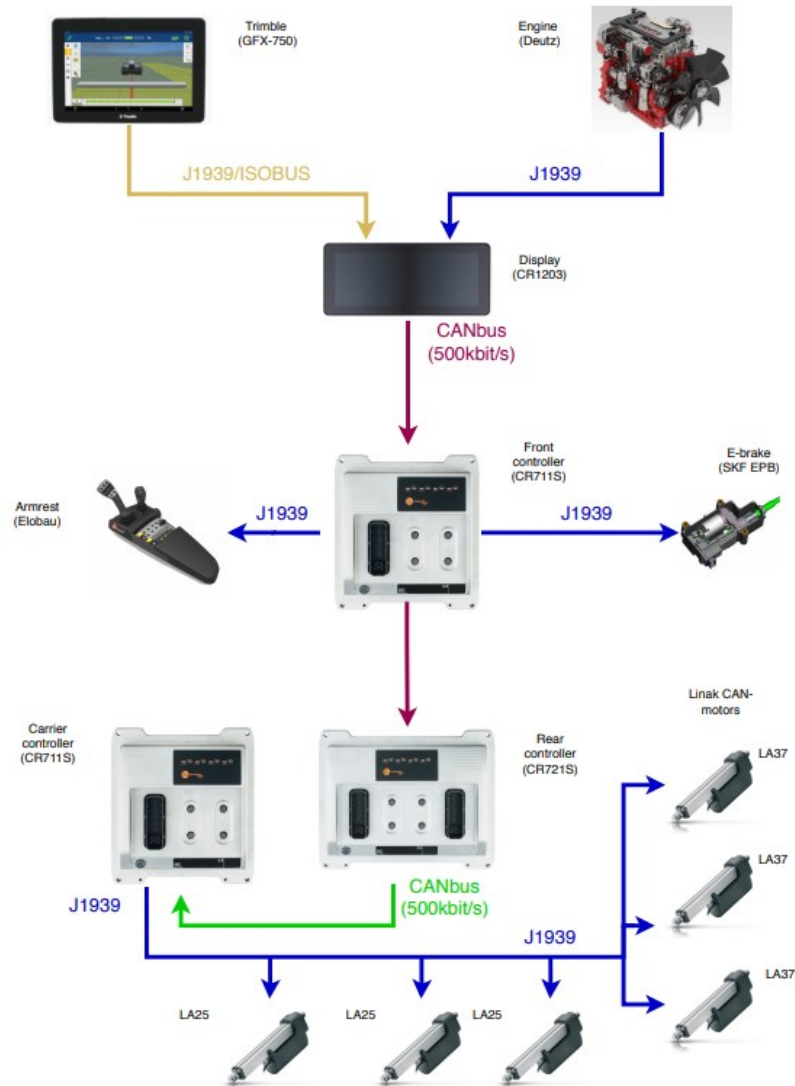 Trimble
(GFX-750)
Engine
(Deutz)
J1939/ISOBUS
J1939
Display
(CR1203)
CANbus
(500kbit/s)
Front
controller
(CR711S)
E-brake
(SKF EPB)
Armrest
(Elobau)
J1939
J1939
Linak CAN-
motors
Carrier
controller
(CR711S)
Rear
controller
(CR721S)
LA37
LA37
J1939
CANbus
(500kbit/s)
J1939
LA37
LA25
LA25
LA25